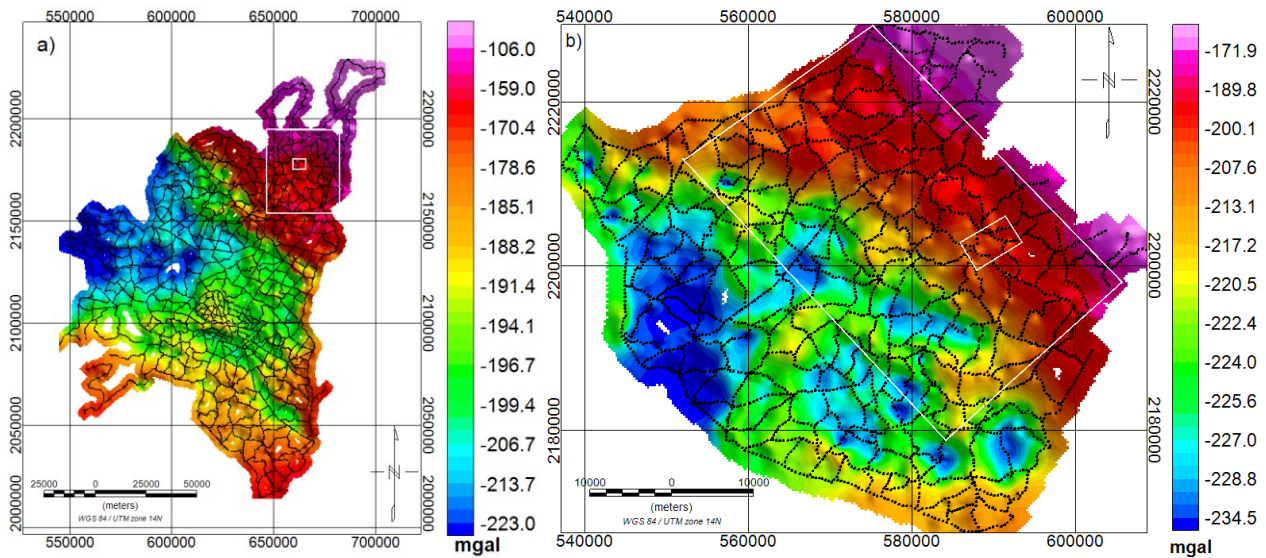 550000 600000 650000 700000
a)
2200000 2200000
2150000 2150000
2100000 2100000
2050000 2050000
2000000 2000000
N
25000 0 25000 50000
(meters)
WGS 84 / UTM zone 14N
550000 600000 650000 700000
-106.0
-159.0
-170.4
-178.6
-185.1
-188.2
-191.4
-194.1
-196.7
-199.4
-206.7
-213.7
-223.0
mgal
540000 560000 580000 600000
b)
2220000 2220000
2200000 2200000
2180000 2180000
N
10000 0 10000
(meters)
WGS 84 / UTM zone 14N
540000 560000 580000 600000
-171.9
-189.8
-200.1
-207.6
-213.1
-217.2
-220.5
-222.4
-224.0
-225.6
-227.0
-228.8
-234.5
mgal